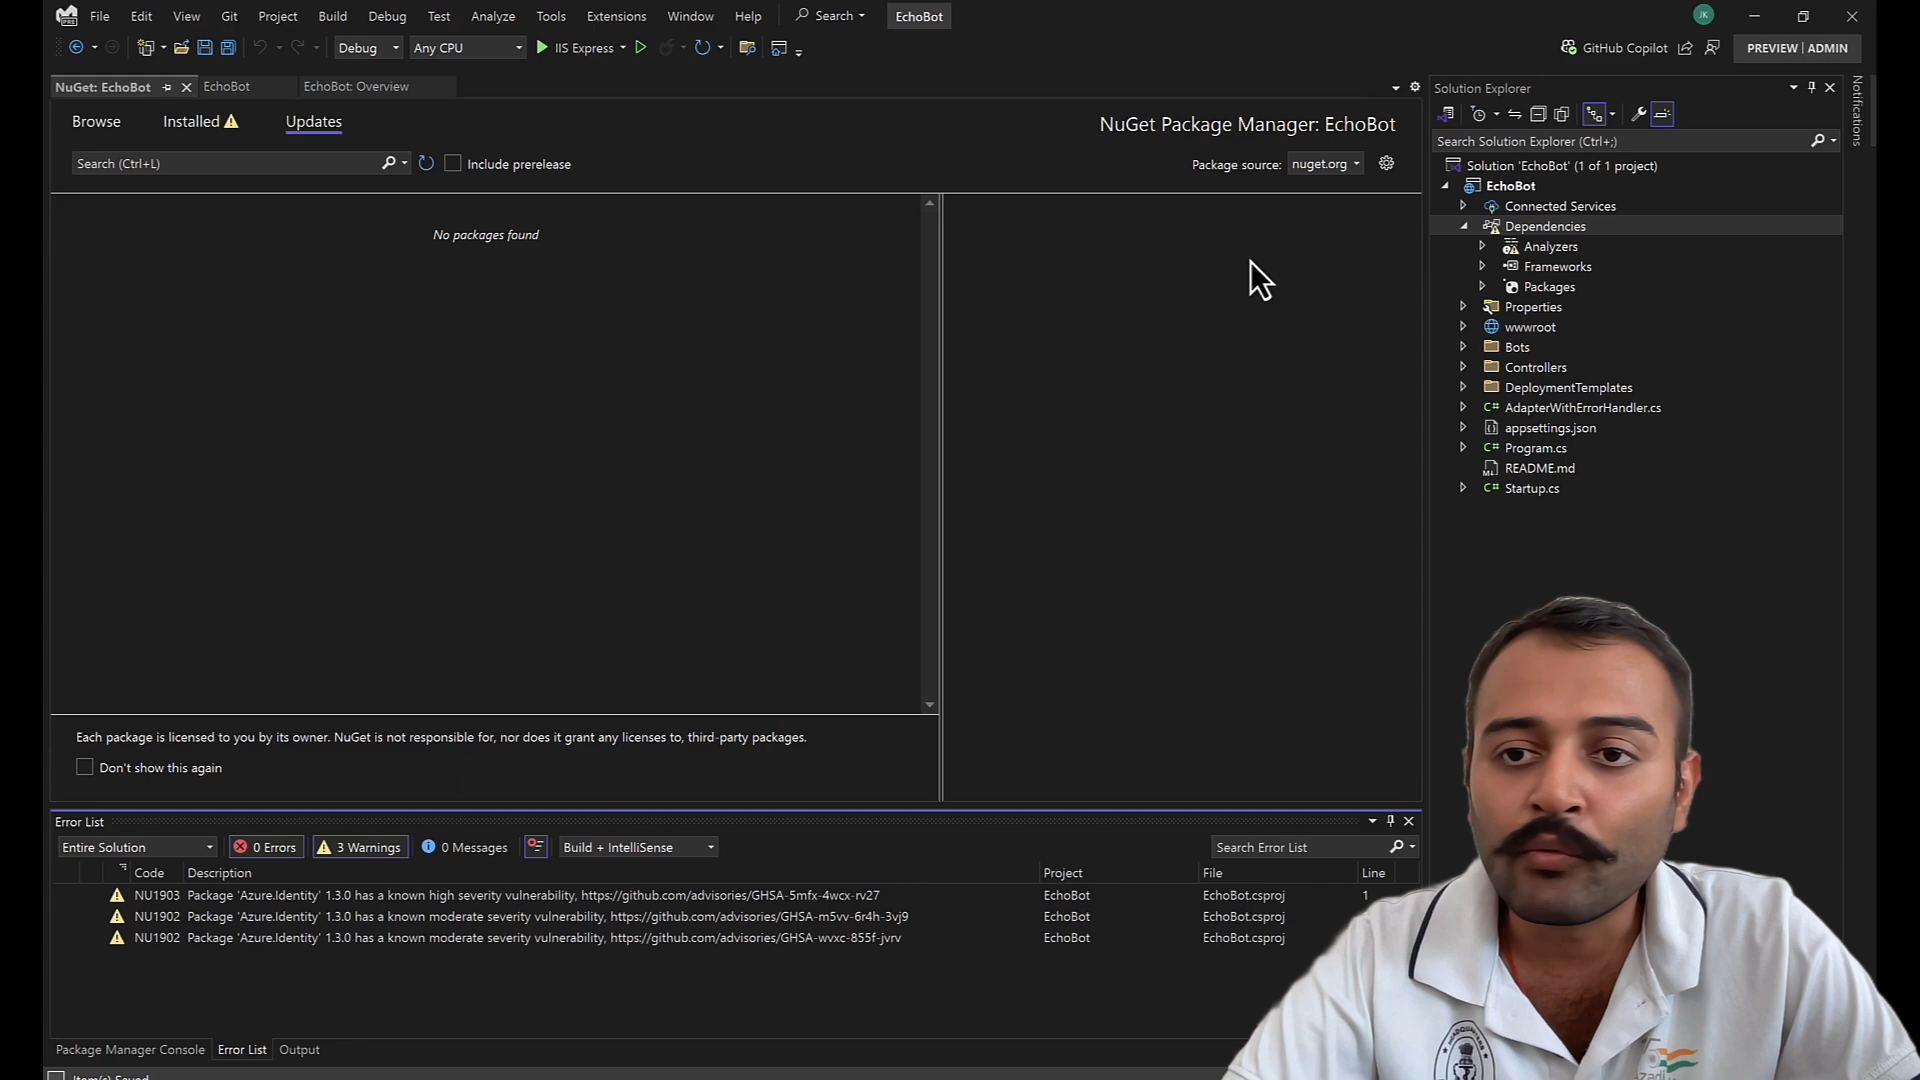 File Edit View Git Project Build Debug Test Analyze Tools Extensions Window Help Search EchoBot JK
Debug Any CPU IIS Express GitHub Copilot PREVIEW | ADMIN
NuGet: EchoBot EchoBot EchoBot: Overview
Browse Installed Updates
NuGet Package Manager: EchoBot
Search (Ctrl+L) Include prerelease
Package source: nuget.org
No packages found
Each package is licensed to you by its owner. NuGet is not responsible for, nor does it grant any licenses to, third-party packages.
Don't show this again
Solution Explorer
Search Solution Explorer (Ctrl+;)
Solution 'EchoBot' (1 of 1 project)
EchoBot
Connected Services
Dependencies
Analyzers
Frameworks
Packages
Properties
wwwroot
Bots
Controllers
DeploymentTemplates
C# AdapterWithErrorHandler.cs
appsettings.json
C# Program.cs
README.md
C# Startup.cs
Notifications
Error List
Entire Solution 0 Errors 3 Warnings 0 Messages Build + IntelliSense Search Error List
Code Description Project File Line
NU1903 Package 'Azure.Identity' 1.3.0 has a known high severity vulnerability, https://github.com/advisories/GHSA-5mfx-4wcx-rv27 EchoBot EchoBot.csproj 1
NU1902 Package 'Azure.Identity' 1.3.0 has a known moderate severity vulnerability, https://github.com/advisories/GHSA-m5vv-6r4h-3vj9 EchoBot EchoBot.csproj
NU1902 Package 'Azure.Identity' 1.3.0 has a known moderate severity vulnerability, https://github.com/advisories/GHSA-wvxc-855f-jvrv EchoBot EchoBot.csproj
Package Manager Console Error List Output
Item(s) Saved